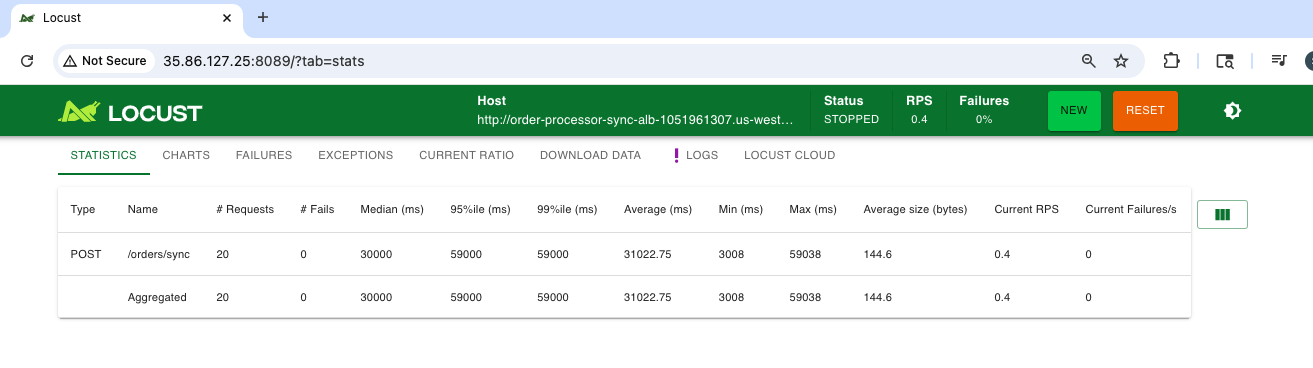 Locust
Not Secure 35.86.127.25:8089/?tab=stats
LOCUST
Host
http://order-processor-sync-alb-1051961307.us-west...
Status
STOPPED
RPS
0.4
Failures
0%
NEW
RESET
STATISTICS CHARTS FAILURES EXCEPTIONS CURRENT RATIO DOWNLOAD DATA ! LOGS LOCUST CLOUD
Type Name # Requests # Fails Median (ms) 95%ile (ms) 99%ile (ms) Average (ms) Min (ms) Max (ms) Average size (bytes) Current RPS Current Failures/s
POST /orders/sync 20 0 30000 59000 59000 31022.75 3008 59038 144.6 0.4 0
Aggregated 20 0 30000 59000 59000 31022.75 3008 59038 144.6 0.4 0